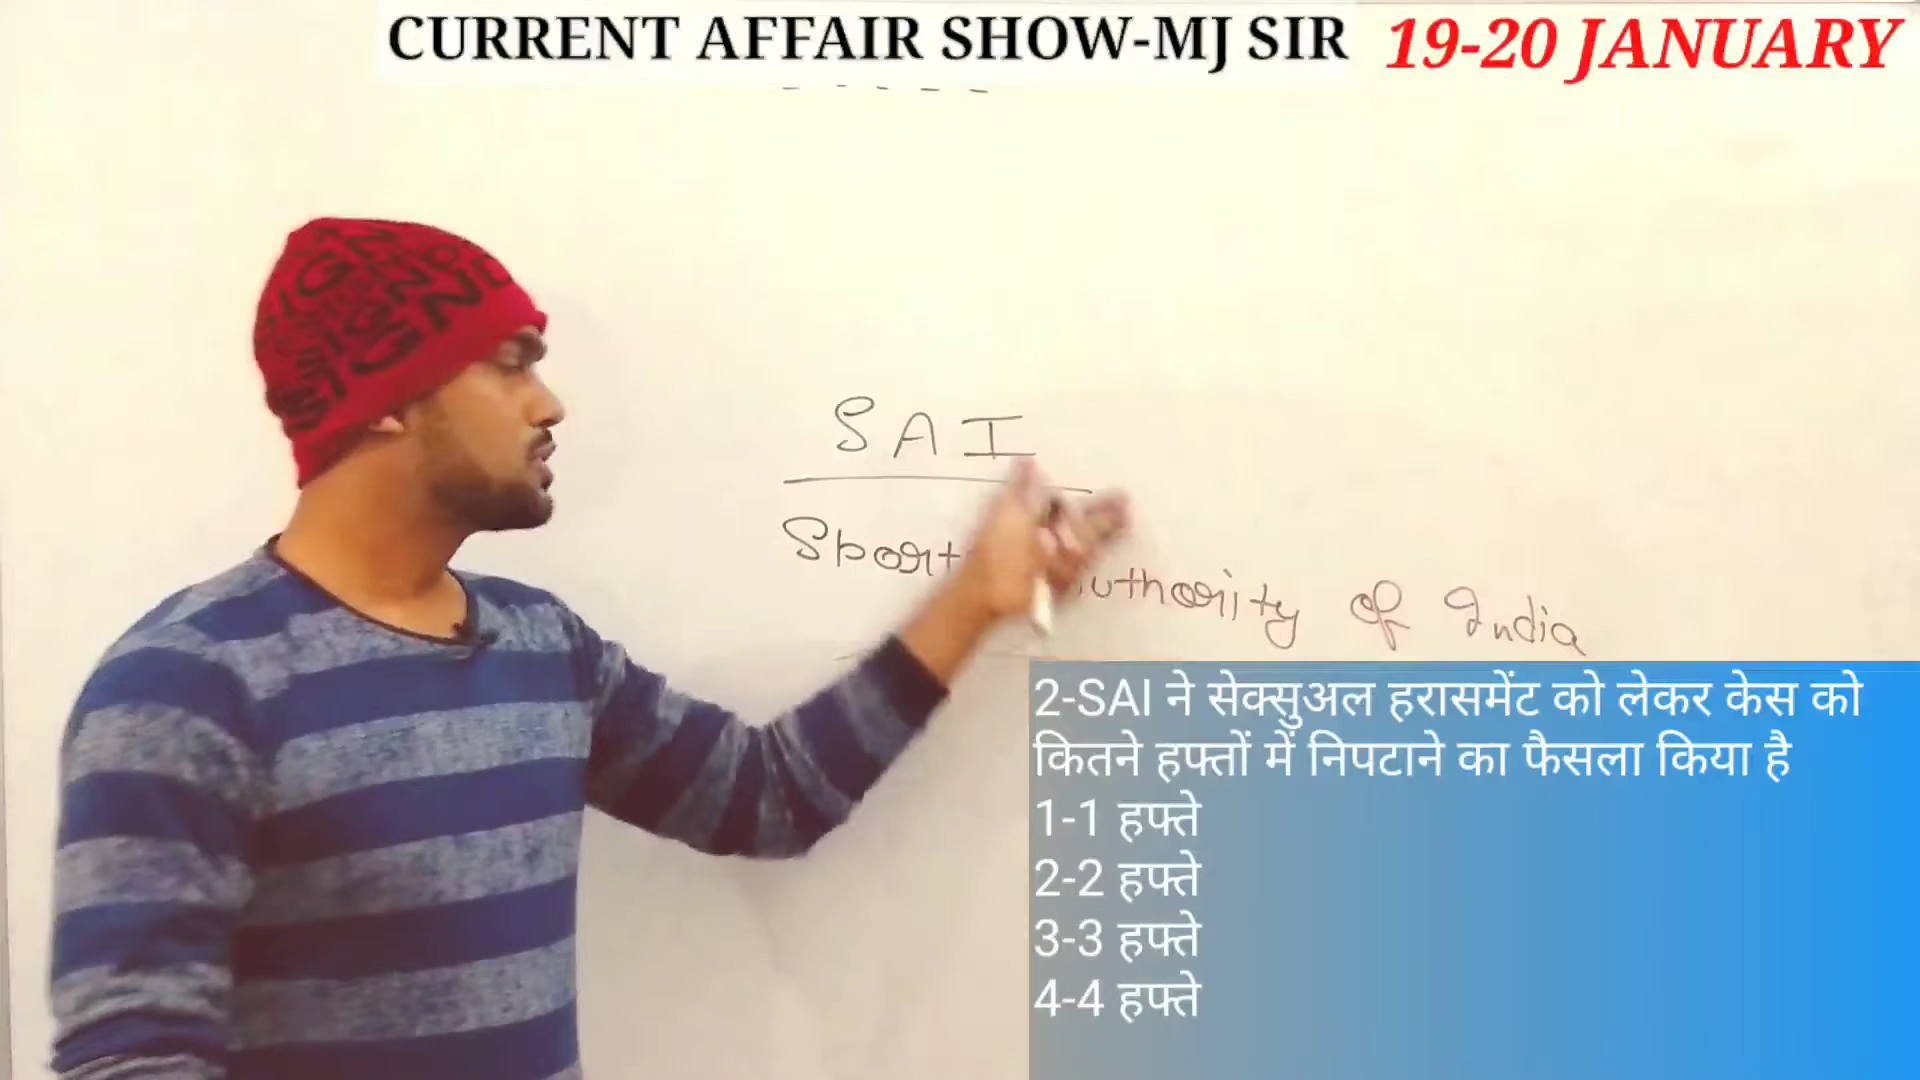 CURRENT AFFAIR SHOW-MJ SIR 19-20 JANUARY
SAI
Sport
of India
2-SAI ने सेक्सुअल हरासमेंट को लेकर केस को
कितने हफ्तों में निपटाने का फैसला किया है
1-1 हफ्ते
2-2 हफ्ते
3-3 हफ्ते
4-4 हफ्ते